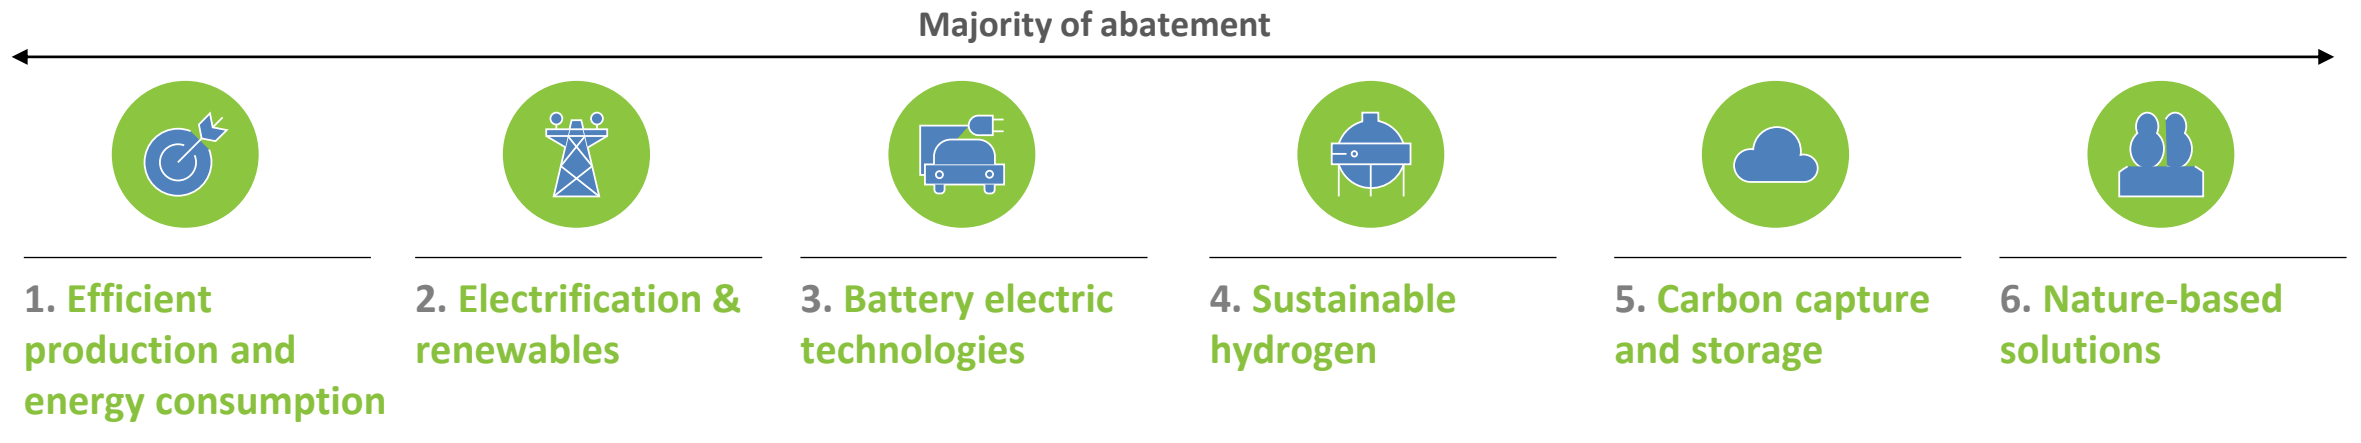 Majority of abatement
1. Efficient
production and
energy consumption
2. Electrification &
renewables
3. Battery electric
technologies
4. Sustainable
hydrogen
5. Carbon capture
and storage
6. Nature-based
solutions